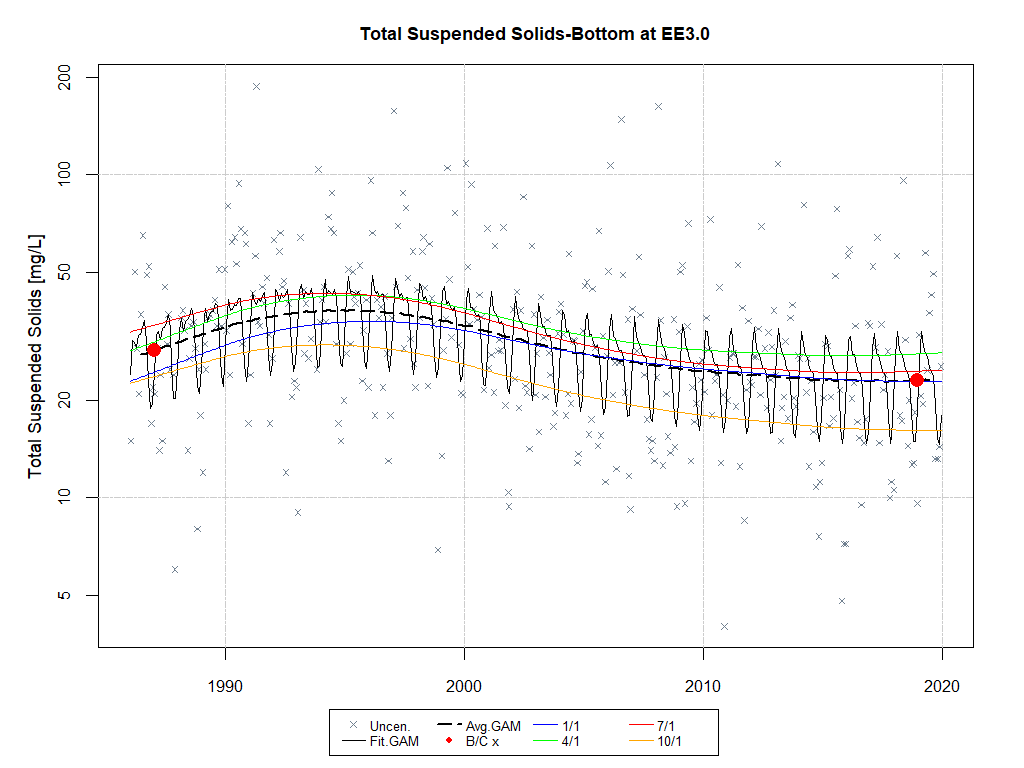 Total Suspended Solids-Bottom at EE3.0
Total Suspended Solids [mg/L]
200
100
50
20
10
5
1990 2000 2010 2020
Uncen. Avg.GAM 1/1 7/1
Fit.GAM B/C x 4/1 10/1